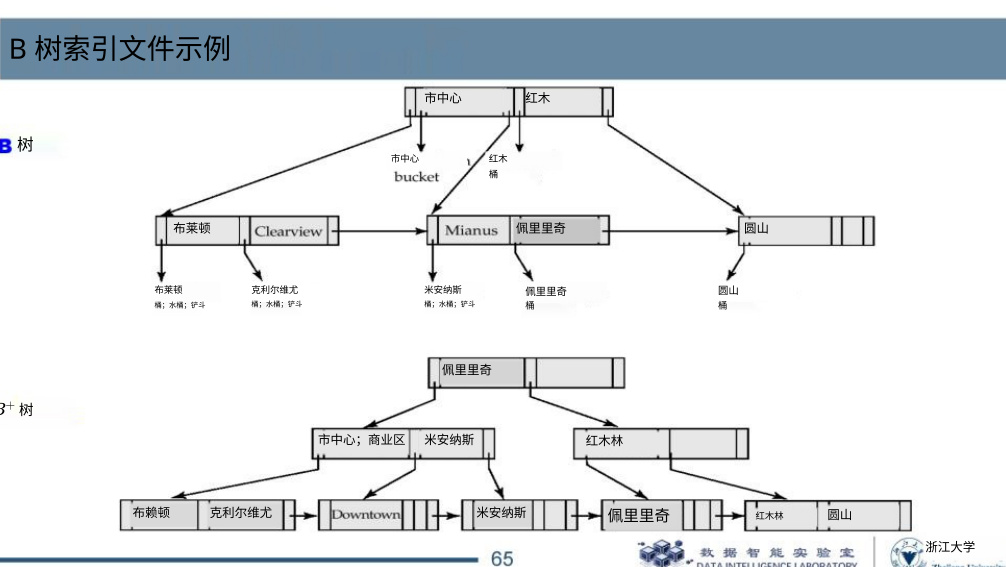 B 树索引文件示例
市中心 红木
B 树
市中心 红木
bucket 桶
布莱顿 Clearview Mianus 佩里里奇 圆山
布莱顿 克利尔维尤 米安纳斯 佩里里奇 圆山
桶；水桶；铲斗 桶；水桶；铲斗 桶；水桶；铲斗 桶 桶
佩里里奇
B+ 树
市中心；商业区 米安纳斯 红木林
布赖顿 克利尔维尤 Downtown 米安纳斯 佩里里奇 红木林 圆山
65
数据智能实验室
DATA INTELLIGENCE LABORATORY
浙江大学